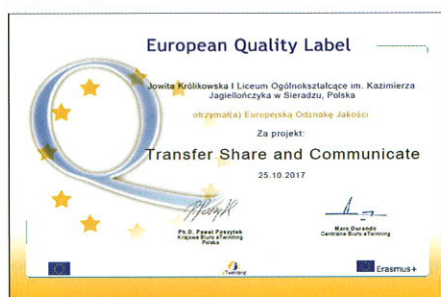 European Quality Label
Jowita Królikowska I Liceum Ogólnokształcące im. Kazimierza
Jagiellończyka w Sieradzu, Polska
otrzymał(a) Europejską Odznakę Jakości
Za projekt:
Transfer Share and Communicate
25.10.2017
Ph.D. Paweł Poszytek
Krajowe Biuro eTwinning
Polska
Marc Durando
Centralne Biuro eTwinning
eTwinning
Erasmus+